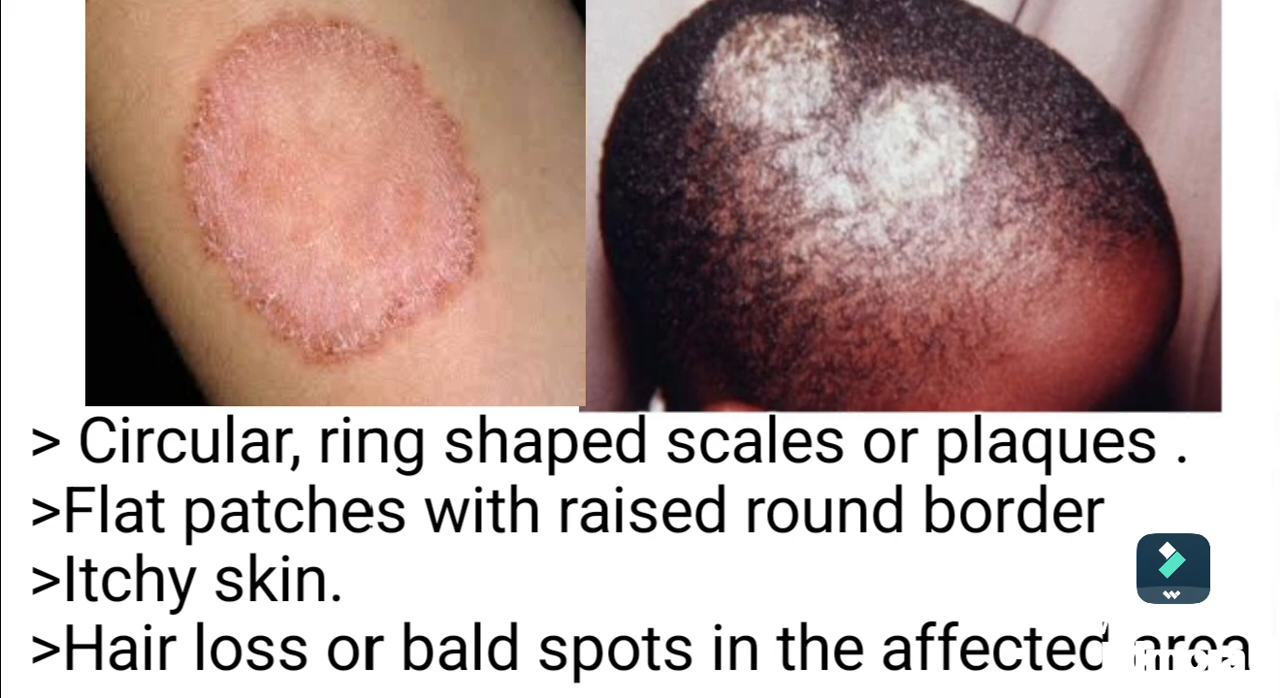 > Circular, ring shaped scales or plaques .
>Flat patches with raised round border
>Itchy skin.
>Hair loss or bald spots in the affected area